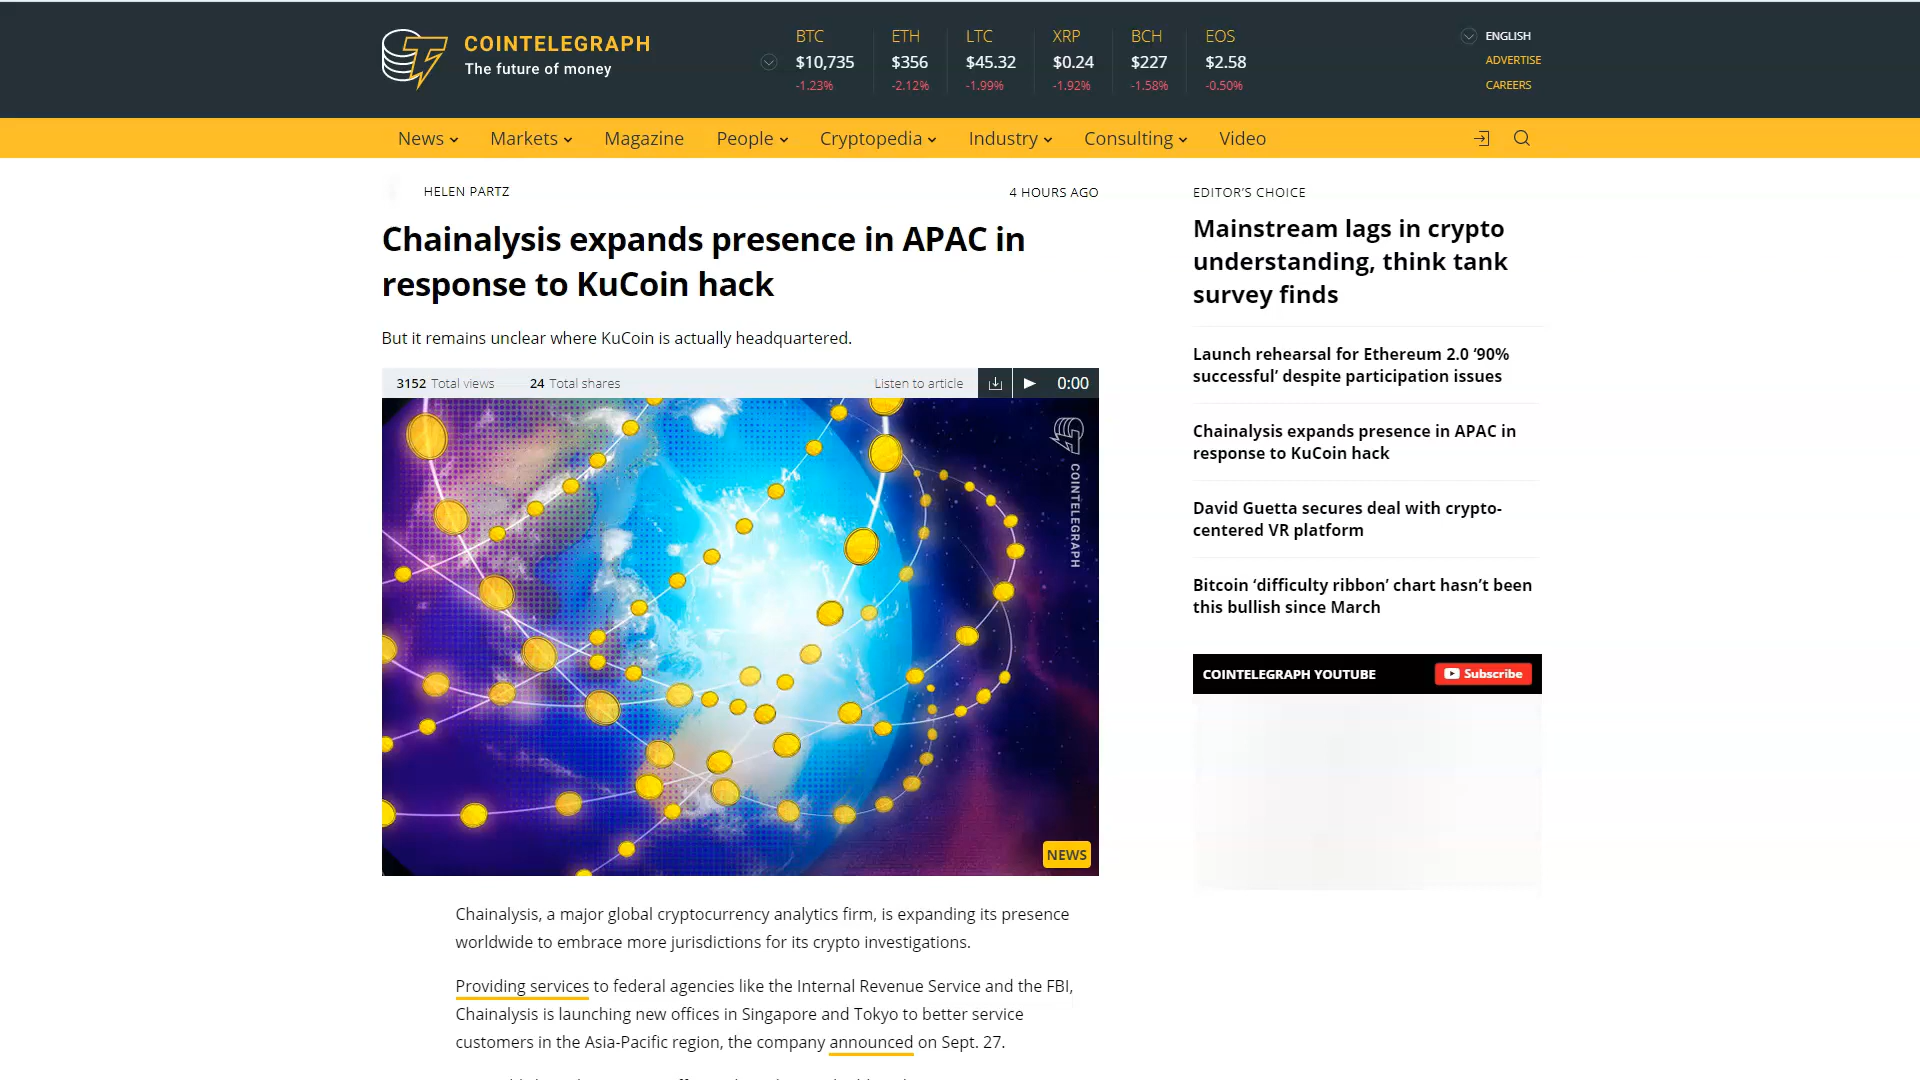 COINTELEGRAPH
The future of money
BTC
$10,735
-1.23%
ETH
$356
-2.12%
LTC
$45.32
-1.99%
XRP
$0.24
-1.92%
BCH
$227
-1.58%
EOS
$2.58
-0.50%
ENGLISH
ADVERTISE
CAREERS
News Markets Magazine People Cryptopedia Industry Consulting Video
HELEN PARTZ
4 HOURS AGO
Chainalysis expands presence in APAC in
response to KuCoin hack
But it remains unclear where KuCoin is actually headquartered.
3152 Total views 24 Total shares Listen to article 0:00
COINTELEGRAPH
NEWS
Chainalysis, a major global cryptocurrency analytics firm, is expanding its presence
worldwide to embrace more jurisdictions for its crypto investigations.
Providing services to federal agencies like the Internal Revenue Service and the FBI,
Chainalysis is launching new offices in Singapore and Tokyo to better service
customers in the Asia-Pacific region, the company announced on Sept. 27.
EDITOR'S CHOICE
Mainstream lags in crypto
understanding, think tank
survey finds
Launch rehearsal for Ethereum 2.0 ‘90%
successful’ despite participation issues
Chainalysis expands presence in APAC in
response to KuCoin hack
David Guetta secures deal with crypto-
centered VR platform
Bitcoin ‘difficulty ribbon’ chart hasn’t been
this bullish since March
COINTELEGRAPH YOUTUBE
Subscribe